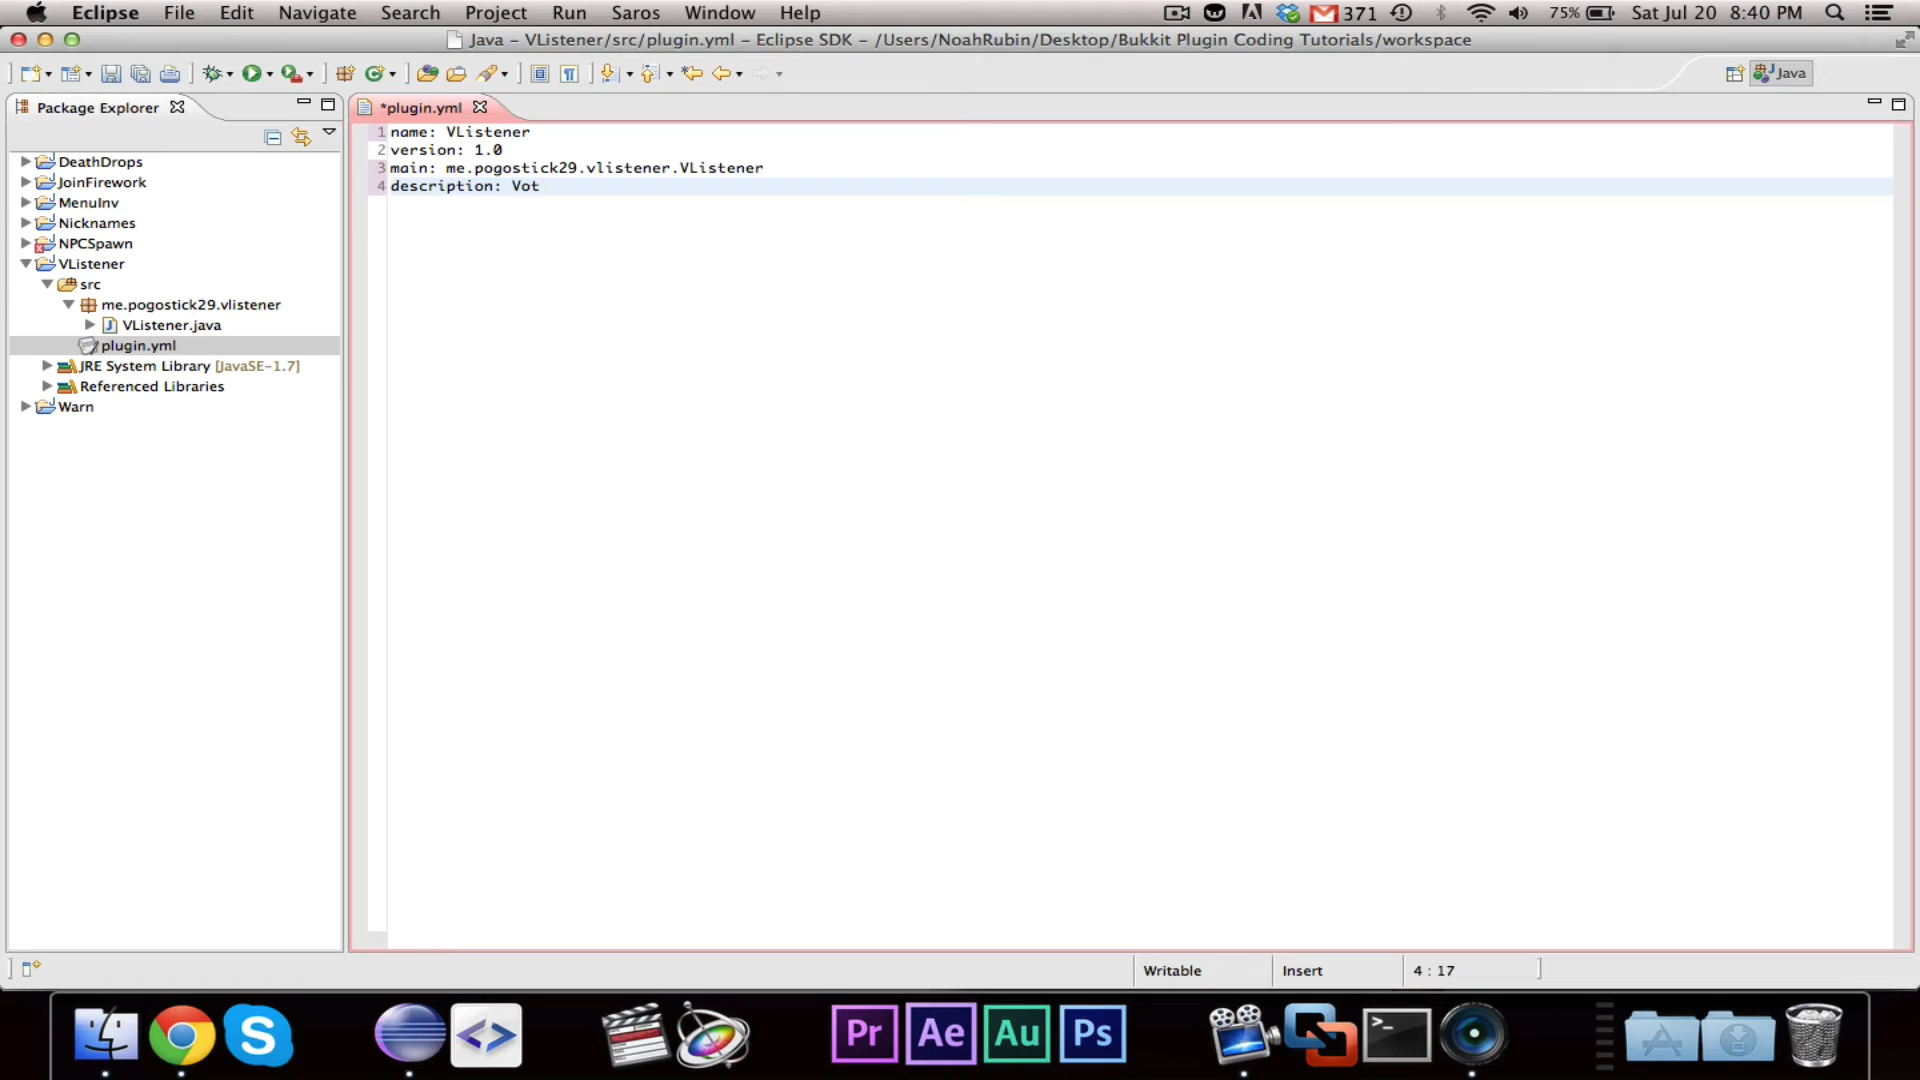 Eclipse File Edit Navigate Search Project Run Saros Window Help 371 75% Sat Jul 20 8:40 PM
Java – VListener/src/plugin.yml – Eclipse SDK – /Users/NoahRubin/Desktop/Bukkit Plugin Coding Tutorials/workspace
Java
Package Explorer
*plugin.yml
DeathDrops
JoinFirework
MenuInv
Nicknames
NPCSpawn
VListener
src
me.pogostick29.vlistener
VListener.java
plugin.yml
JRE System Library [JavaSE-1.7]
Referenced Libraries
Warn
1 name: VListener
2 version: 1.0
3 main: me.pogostick29.vlistener.VListener
4 description: Vot
Writable Insert 4 : 17
Pr Ae Au Ps